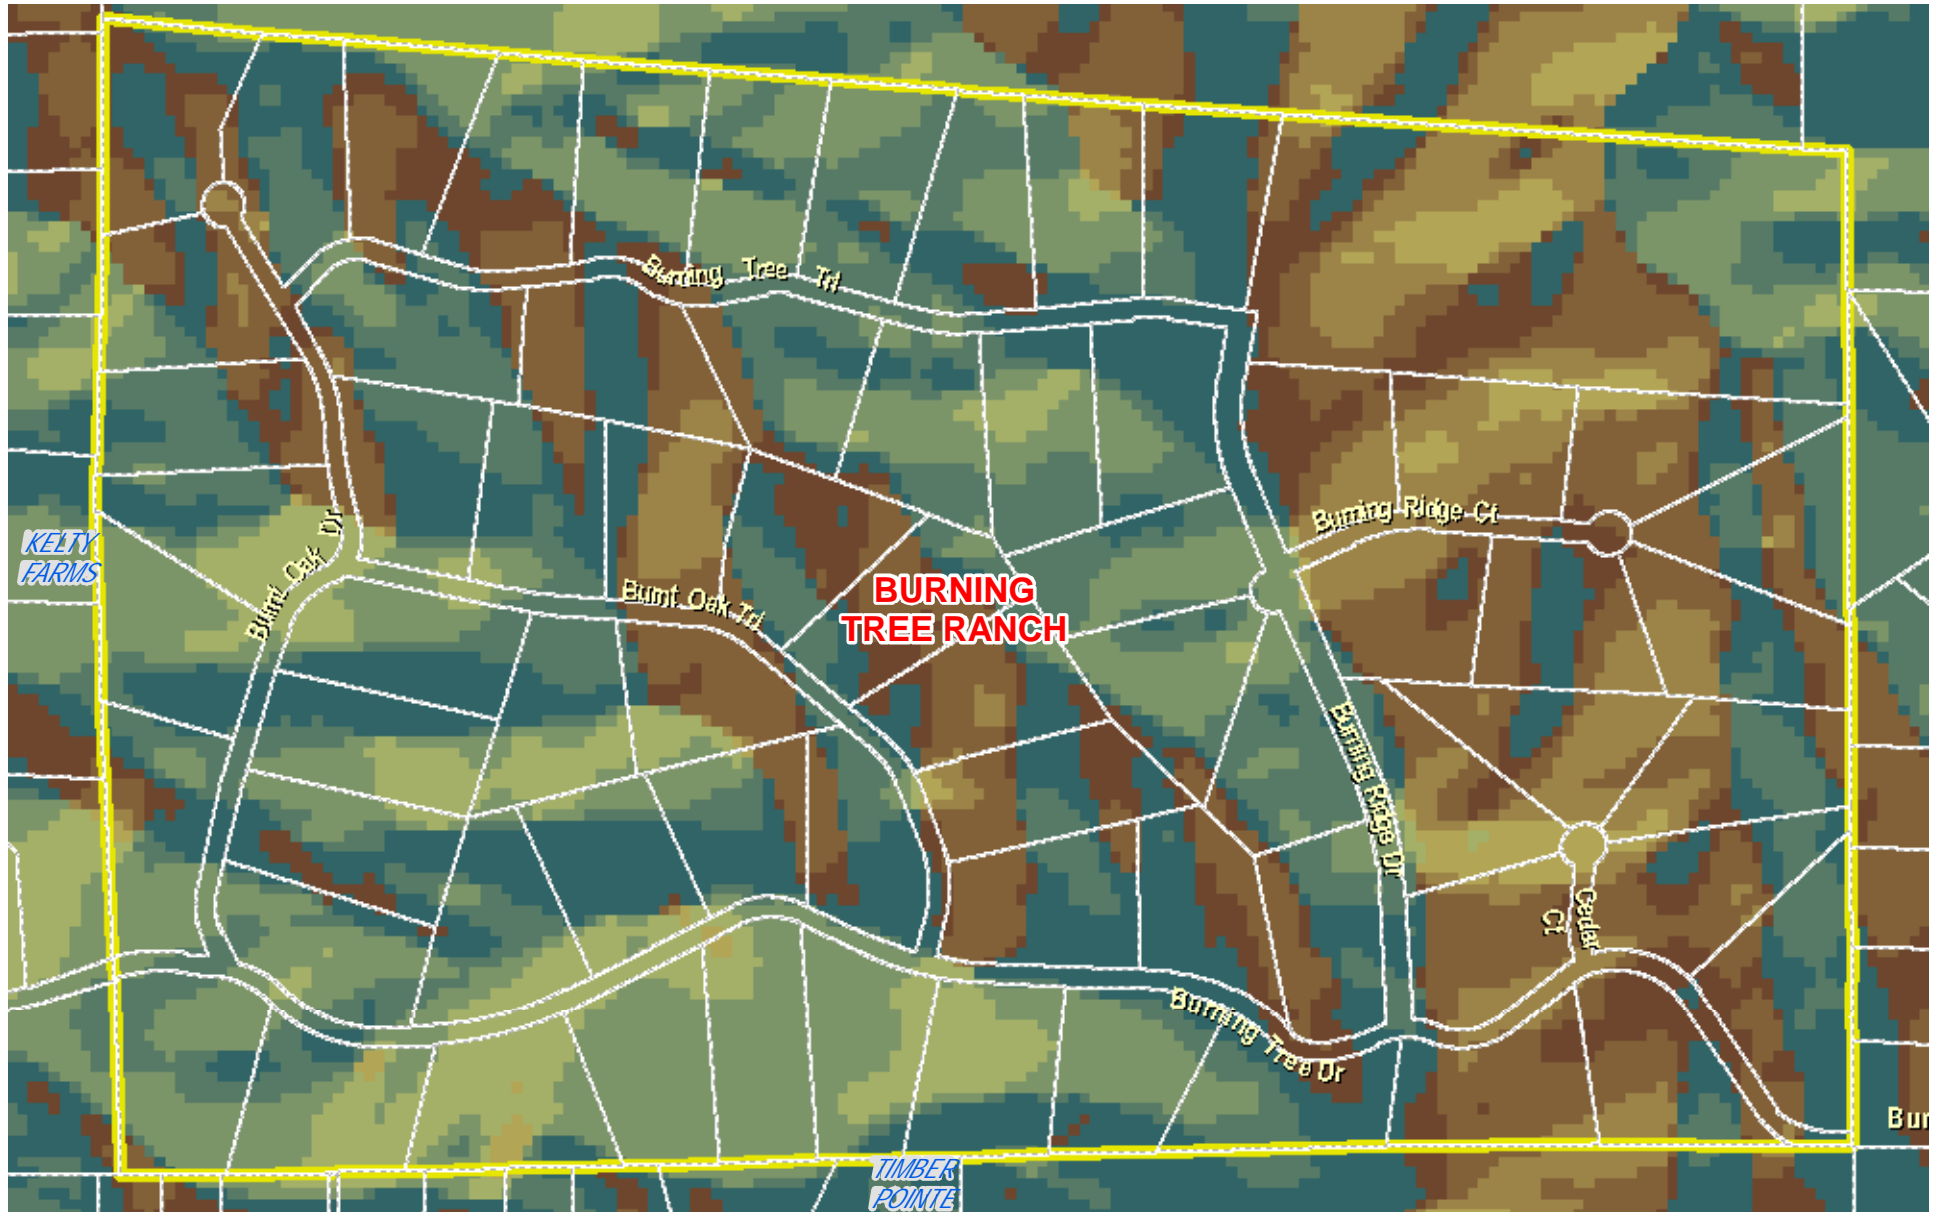 Burning Tree Trl
Burning Ridge Ct
KELTY
FARMS
Burnt Oak Dr
Burnt Oak Trl
BURNING
TREE RANCH
Burning Ridge Dr
Cedar
Ct
Burning Tree Dr
Bur
TIMBER
POINTE